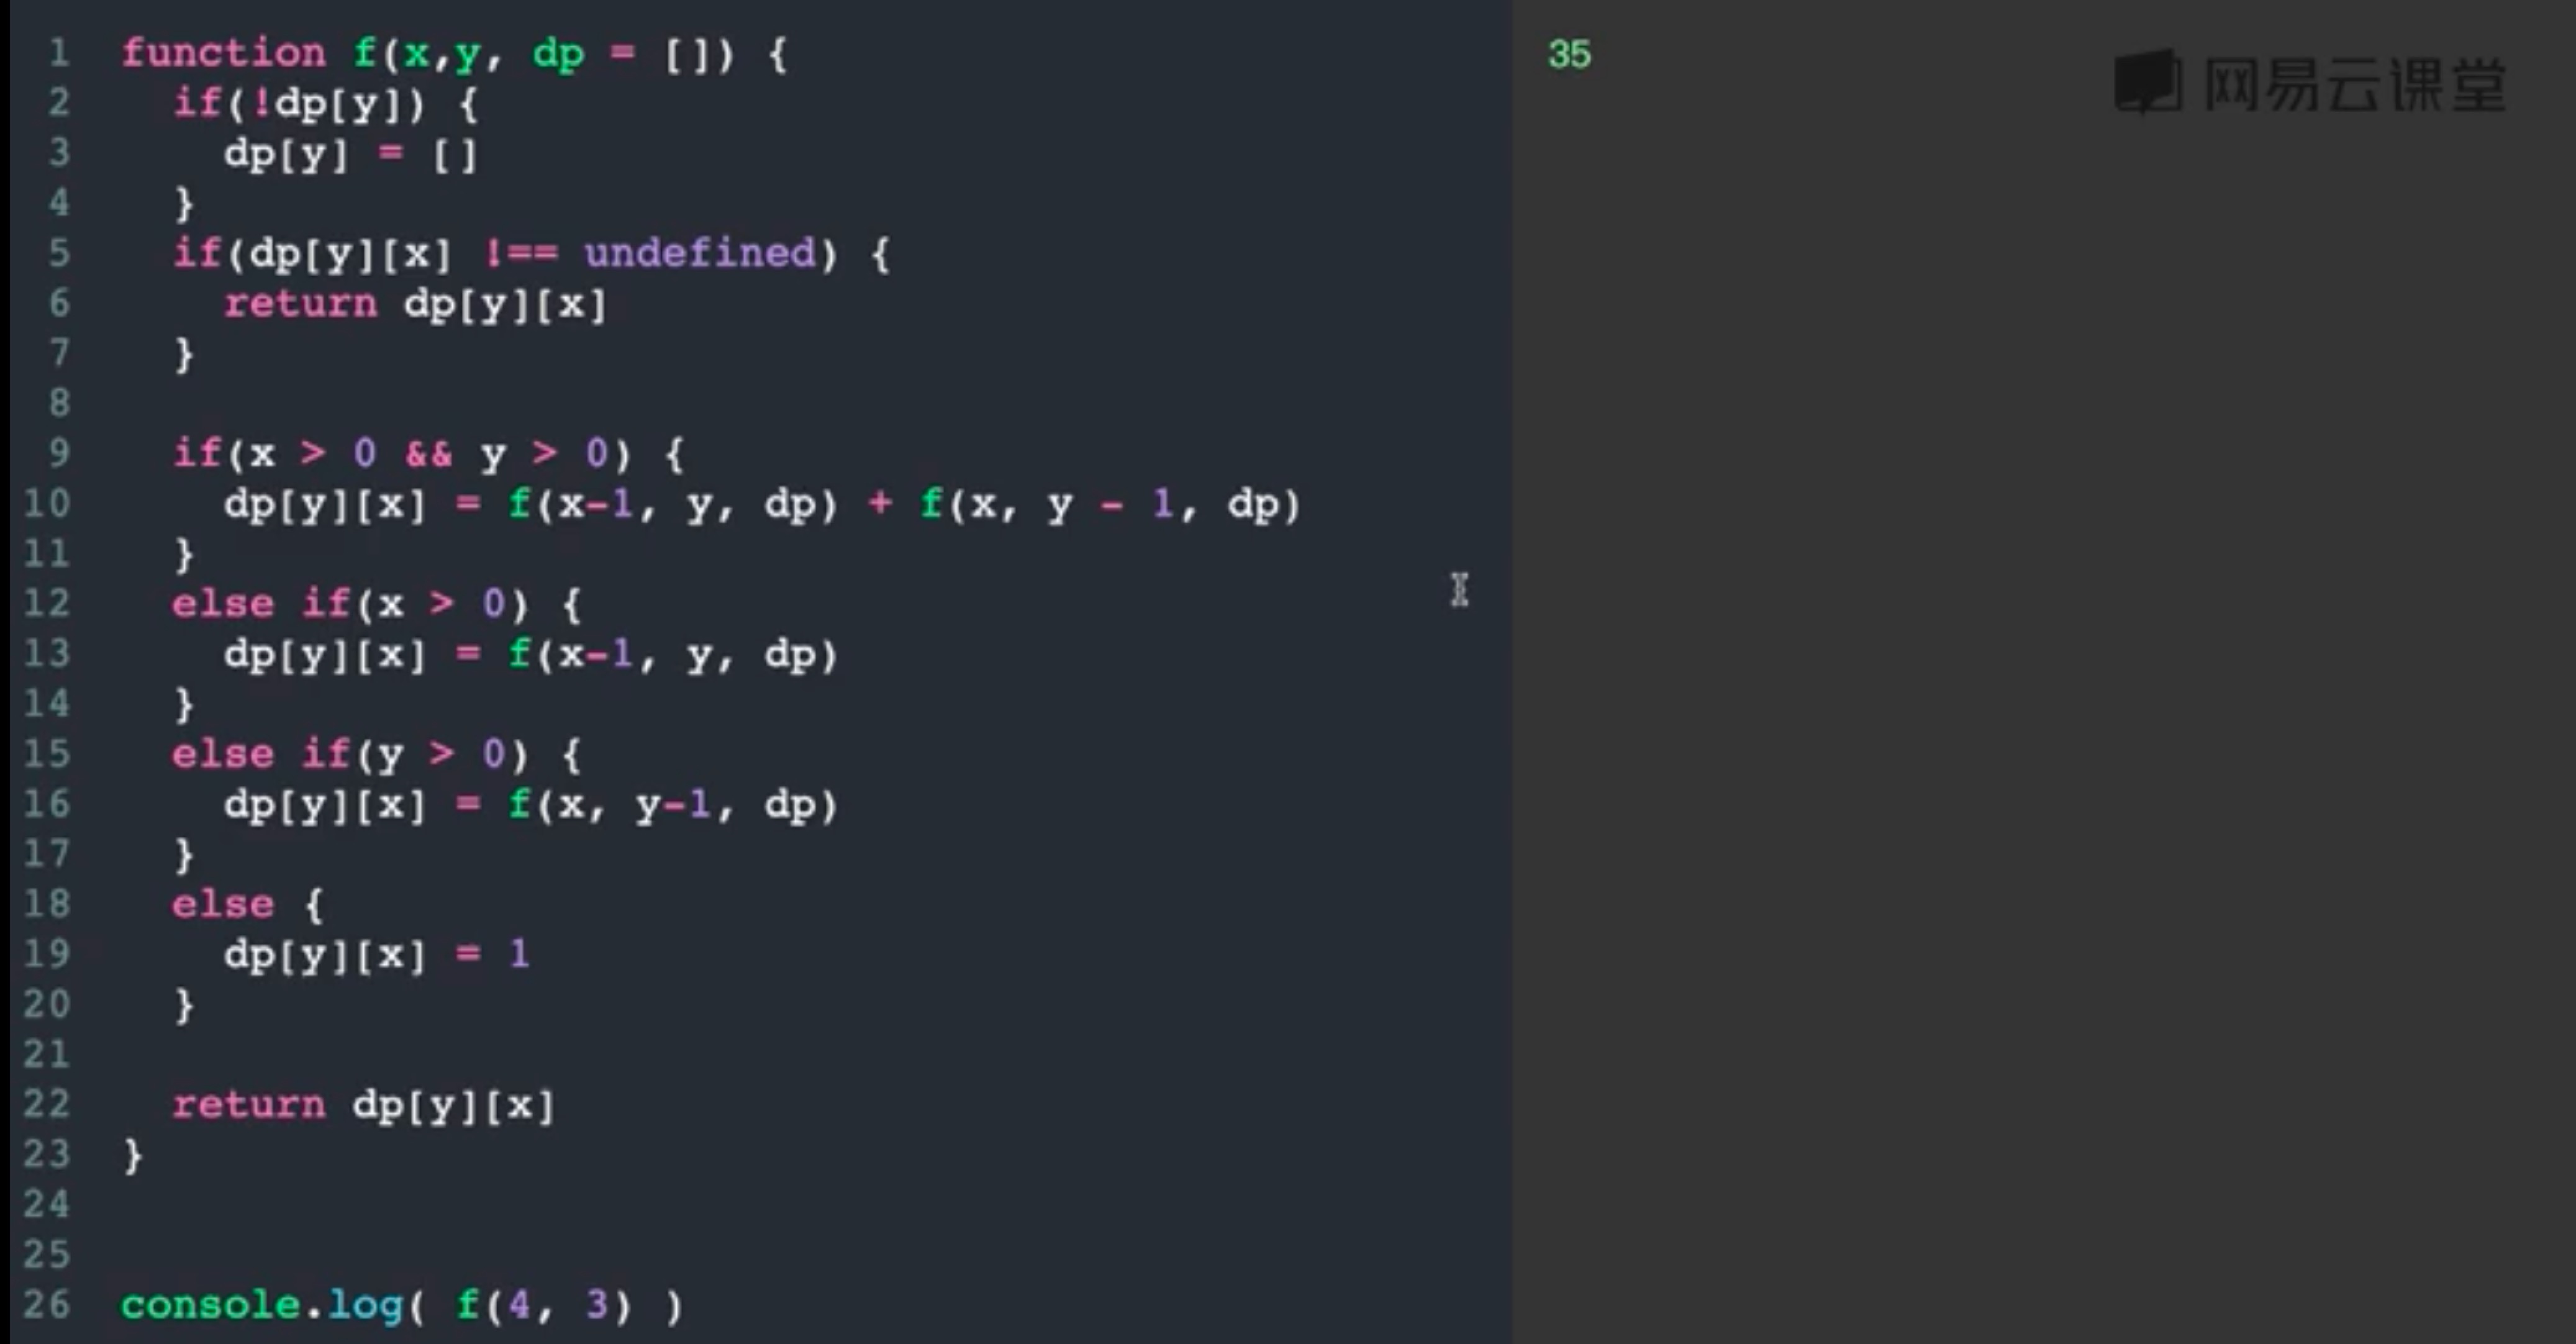 1 function f(x,y, dp = []) {
2   if(!dp[y]) {
3     dp[y] = []
4   }
5   if(dp[y][x] !== undefined) {
6     return dp[y][x]
7   }
8
9   if(x > 0 && y > 0) {
10     dp[y][x] = f(x-1, y, dp) + f(x, y - 1, dp)
11   }
12   else if(x > 0) {
13     dp[y][x] = f(x-1, y, dp)
14   }
15   else if(y > 0) {
16     dp[y][x] = f(x, y-1, dp)
17   }
18   else {
19     dp[y][x] = 1
20   }
21
22   return dp[y][x]
23 }
24
25
26 console.log( f(4, 3) )
35
网易云课堂